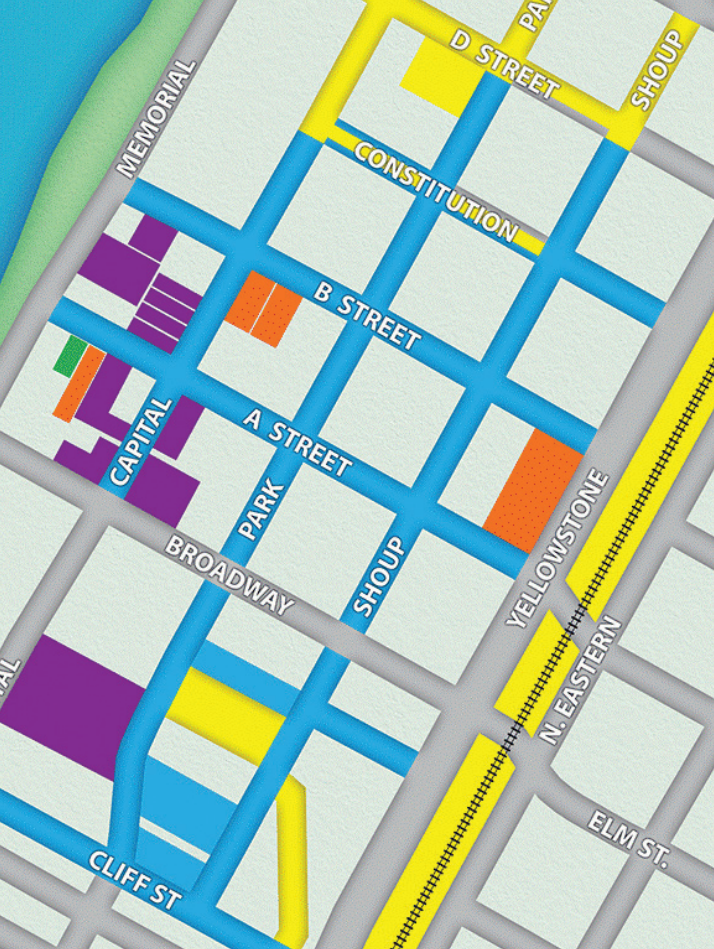 D STREET
SHOUP
MEMORIAL
CONSTITUTION
B STREET
A STREET
CAPITAL
PARK
YELLOWSTONE
BROADWAY
SHOUP
N. EASTERN
ELM ST.
CLIFF ST